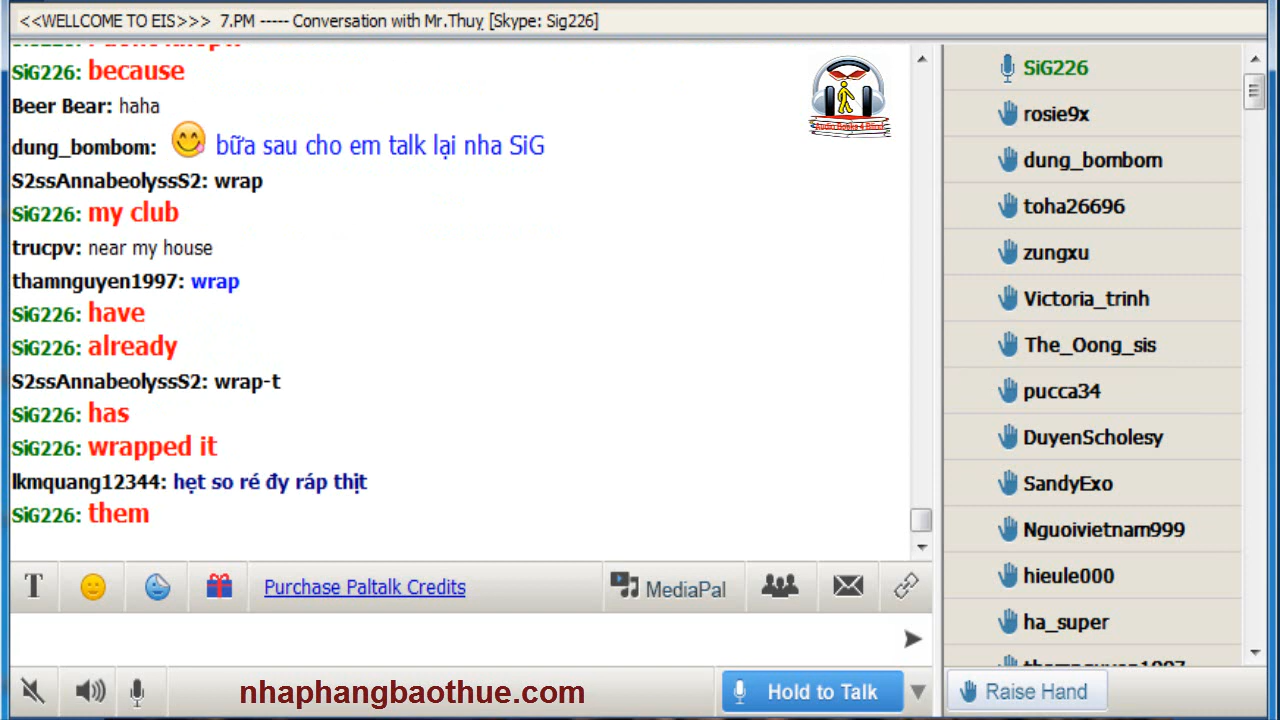 <<WELLCOME TO EIS>>> 7.PM ----- Conversation with Mr.Thuỵ [Skype: Sig226]
SiG226: because
Beer Bear: haha
dung_bombom: bữa sau cho em talk lại nha SiG
S2ssAnnabeolyssS2: wrap
SiG226: my club
trucpv: near my house
thamnguyen1997: wrap
SiG226: have
SiG226: already
S2ssAnnabeolyssS2: wrap-t
SiG226: has
SiG226: wrapped it
lkmquang12344: hẹt so ré đy ráp thịt
SiG226: them
T
Purchase Paltalk Credits
MediaPal
nhaphangbaothue.com
Hold to Talk
SiG226
rosie9x
dung_bombom
toha26696
zungxu
Victoria_trinh
The_Oong_sis
pucca34
DuyenScholesy
SandyExo
Nguoivietnam999
hieule000
ha_super
thamnguyen1997
Raise Hand